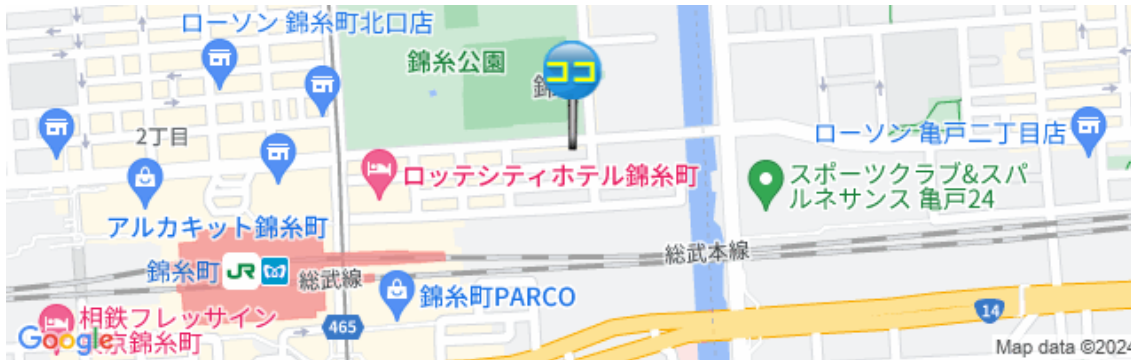 ローソン 錦糸町北口店
錦糸公園
ココ
錦
2丁目
ローソン 亀戸二丁目店
ロッテシティホテル錦糸町
スポーツクラブ&スパ
ルネサンス 亀戸24
アルカキット錦糸町
総武本線
錦糸町 JR
総武線
錦糸町PARCO
14
相鉄フレッサイン
京錦糸町
465
Google
Map data ©2024